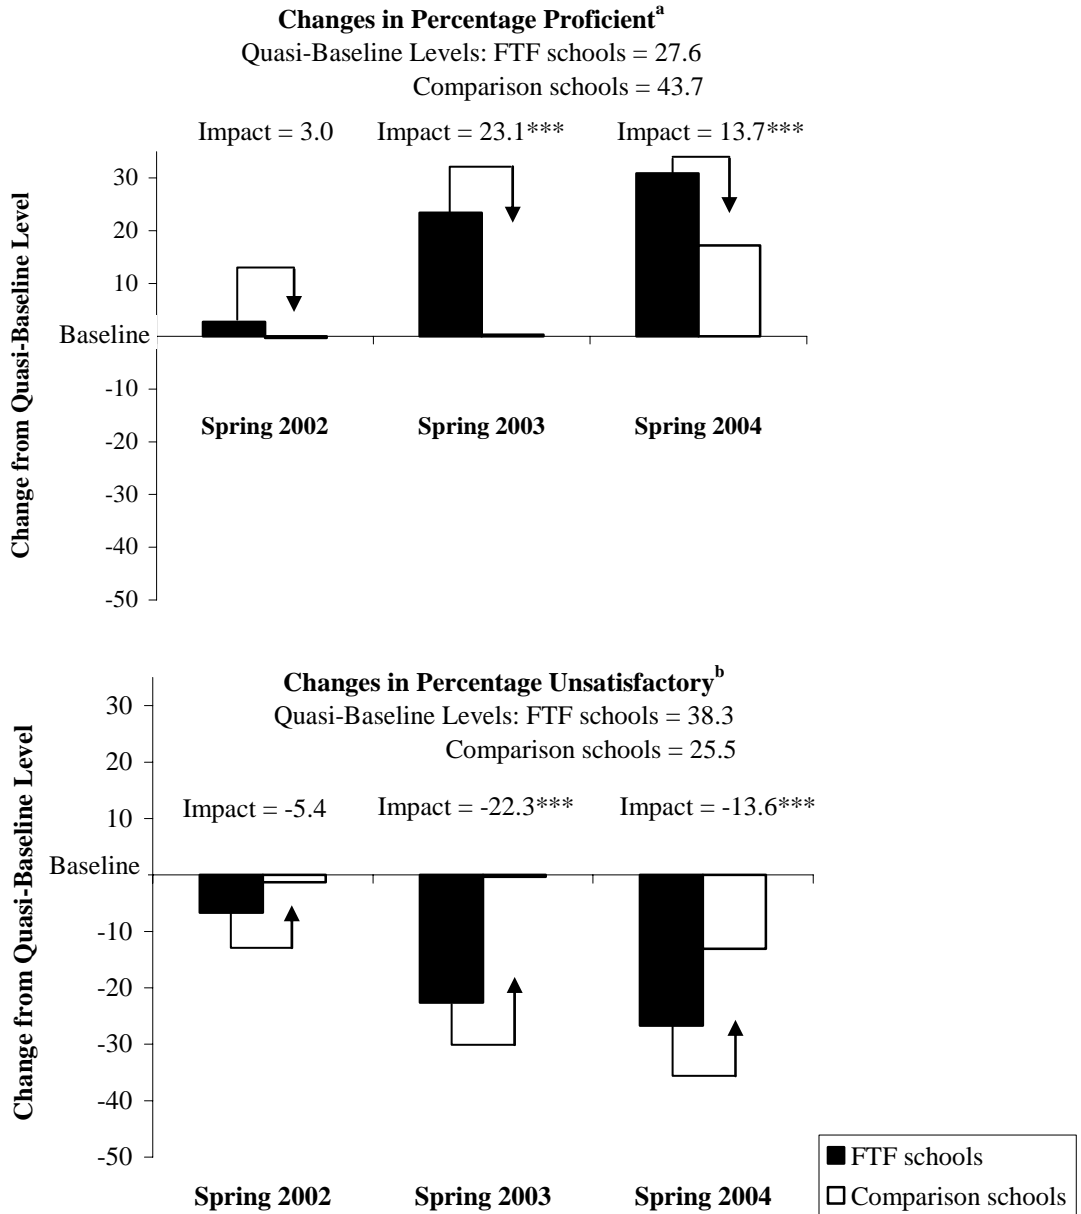 Changes in Percentage Proficientᵃ
Quasi-Baseline Levels: FTF schools = 27.6
Comparison schools = 43.7
Impact = 3.0 Impact = 23.1*** Impact = 13.7***
Change from Quasi-Baseline Level
30
20
10
Baseline
-10
Spring 2002 Spring 2003 Spring 2004
-20
-30
-40
-50
Changes in Percentage Unsatisfactoryᵇ
Quasi-Baseline Levels: FTF schools = 38.3
Comparison schools = 25.5
Impact = -5.4 Impact = -22.3*** Impact = -13.6***
Change from Quasi-Baseline Level
30
20
10
Baseline
-10
-20
-30
-40
-50
Spring 2002 Spring 2003 Spring 2004
FTF schools
Comparison schools